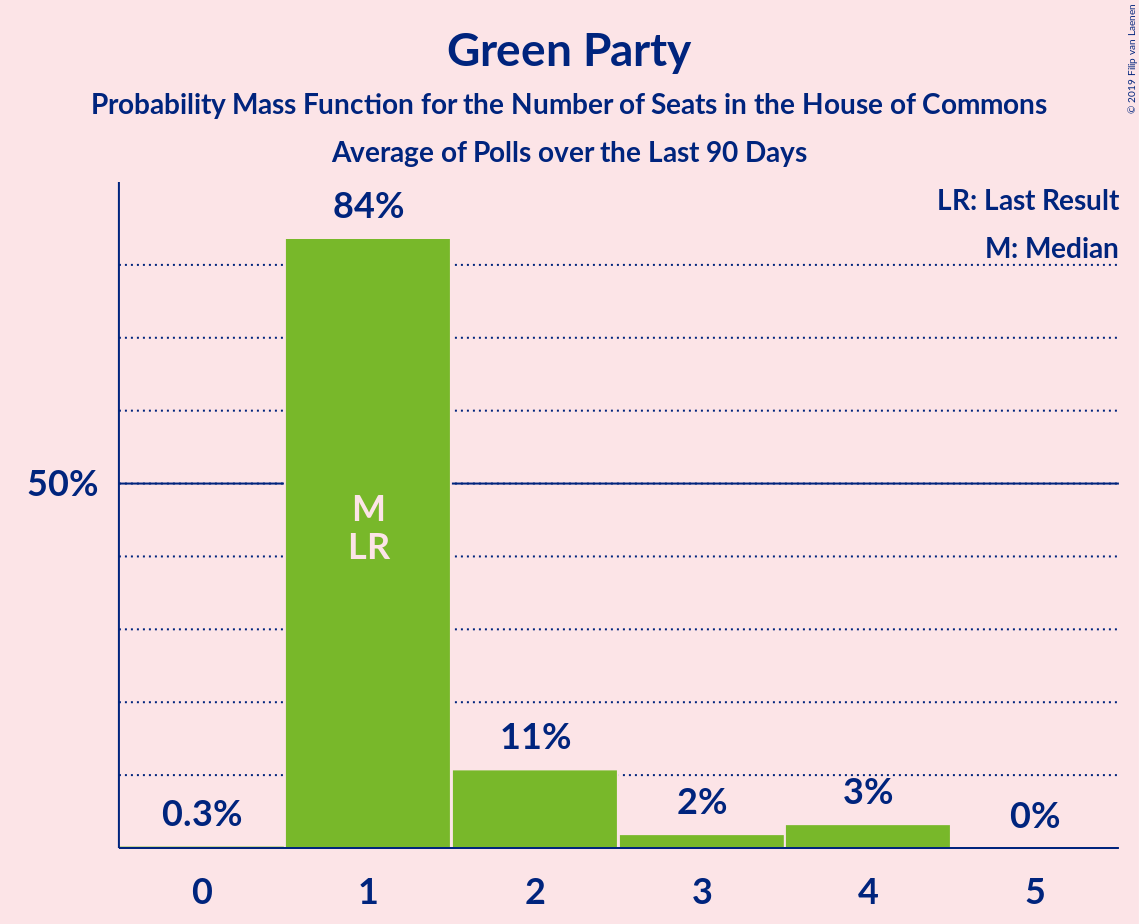 Green Party
Probability Mass Function for the Number of Seats in the House of Commons
Average of Polls over the Last 90 Days
© 2019 Filip van Laenen
LR: Last Result
M: Median
84%
50%
M
LR
11%
0.3%
2%
3%
0%
0 1 2 3 4 5